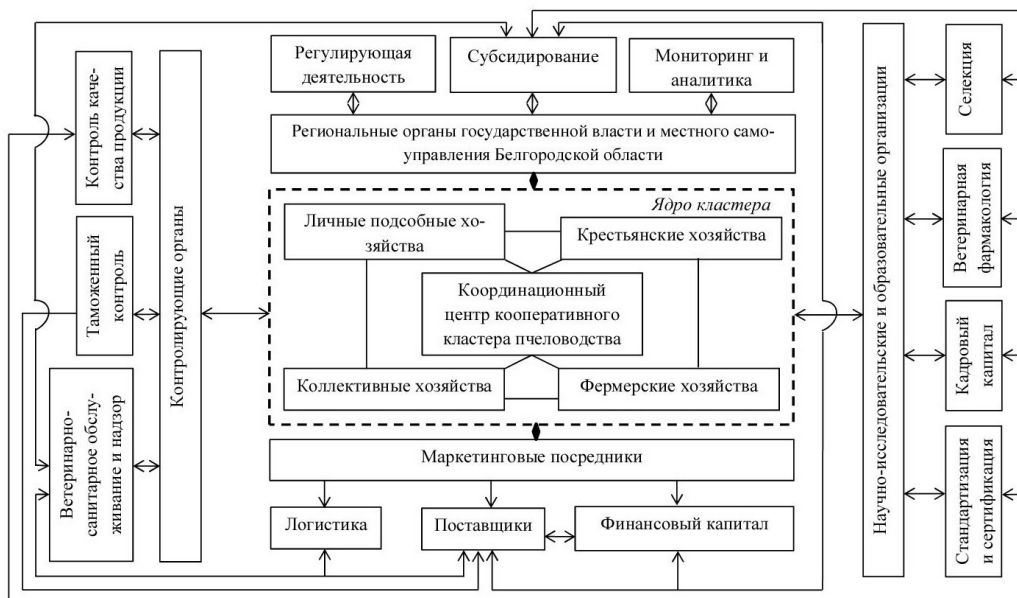 Регулирующая
деятельность
Субсидирование
Мониторинг и
аналитика
Региональные органы государственной власти и местного само-
управления Белгородской области
Контроль каче-
ства продукции
Таможенный
контроль
Ветеринарно-
санитарное обслу-
живание и надзор
Контролирующие органы
Ядро кластера
Личные подсобные хо-
зяйства
Крестьянские хозяйства
Координационный
центр кооперативного
кластера пчеловодства
Коллективные хозяйства
Фермерские хозяйства
Маркетинговые посредники
Логистика
Поставщики
Финансовый капитал
Научно-исследовательские и образовательные организации
Селекция
Ветеринарная
фармакология
Кадровый
капитал
Стандартизация
и сертификация